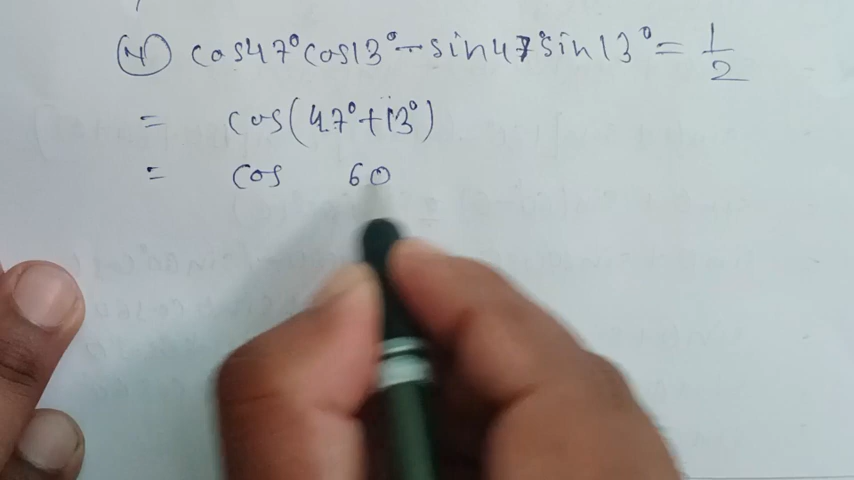 (4) cos47°cos13° - sin47°sin13° = 1/2
= cos(47°+13°)
= cos 60